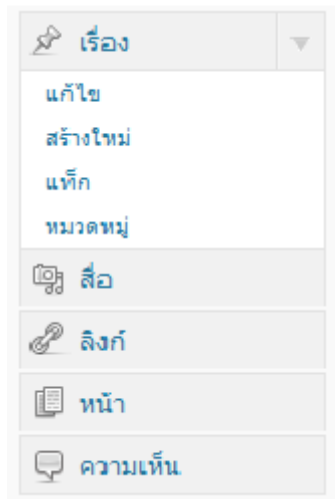 เรื่อง
แก้ไข
สร้างใหม่
แท็ก
หมวดหมู่
สื่อ
ลิงก์
หน้า
ความเห็น